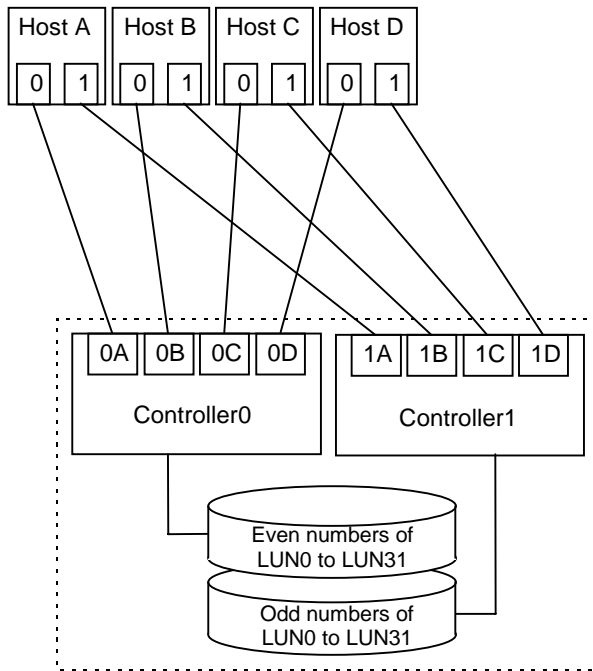 Host A Host B Host C Host D
0 1 0 1 0 1 0 1
0A 0B 0C 0D 1A 1B 1C 1D
Controller0 Controller1
Even numbers of
LUN0 to LUN31
Odd numbers of
LUN0 to LUN31